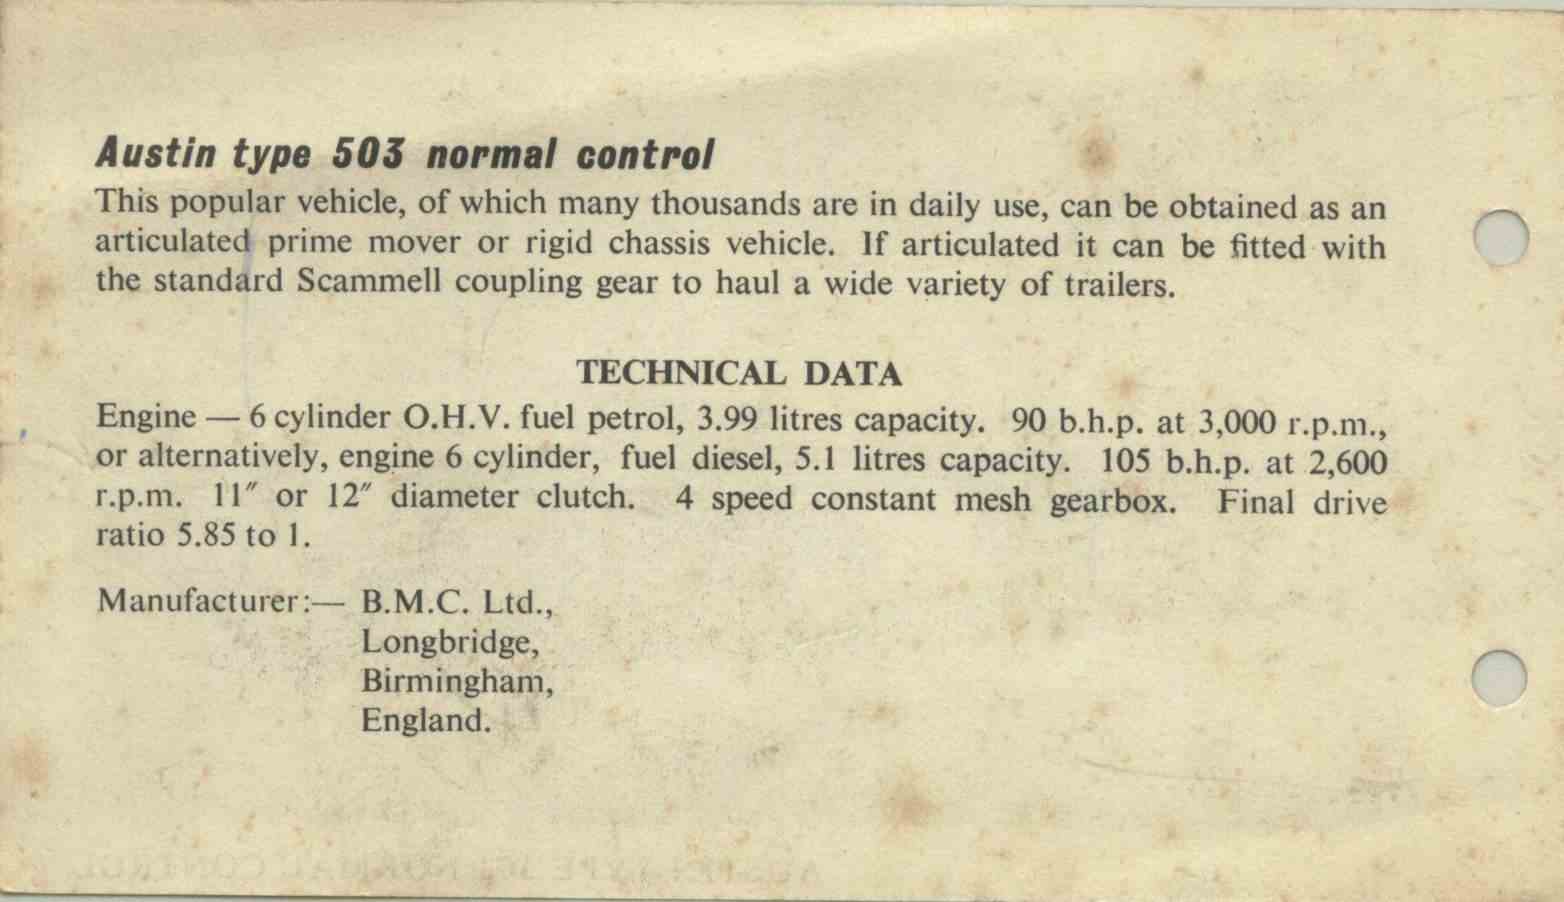 Austin type 503 normal control
This popular vehicle, of which many thousands are in daily use, can be obtained as an
articulated prime mover or rigid chassis vehicle. If articulated it can be fitted with
the standard Scammell coupling gear to haul a wide variety of trailers.
TECHNICAL DATA
Engine — 6 cylinder O.H.V. fuel petrol, 3.99 litres capacity. 90 b.h.p. at 3,000 r.p.m.,
or alternatively, engine 6 cylinder, fuel diesel, 5.1 litres capacity. 105 b.h.p. at 2,600
r.p.m. 11″ or 12″ diameter clutch. 4 speed constant mesh gearbox. Final drive
ratio 5.85 to 1.
Manufacturer:— B.M.C. Ltd.,
Longbridge,
Birmingham,
England.